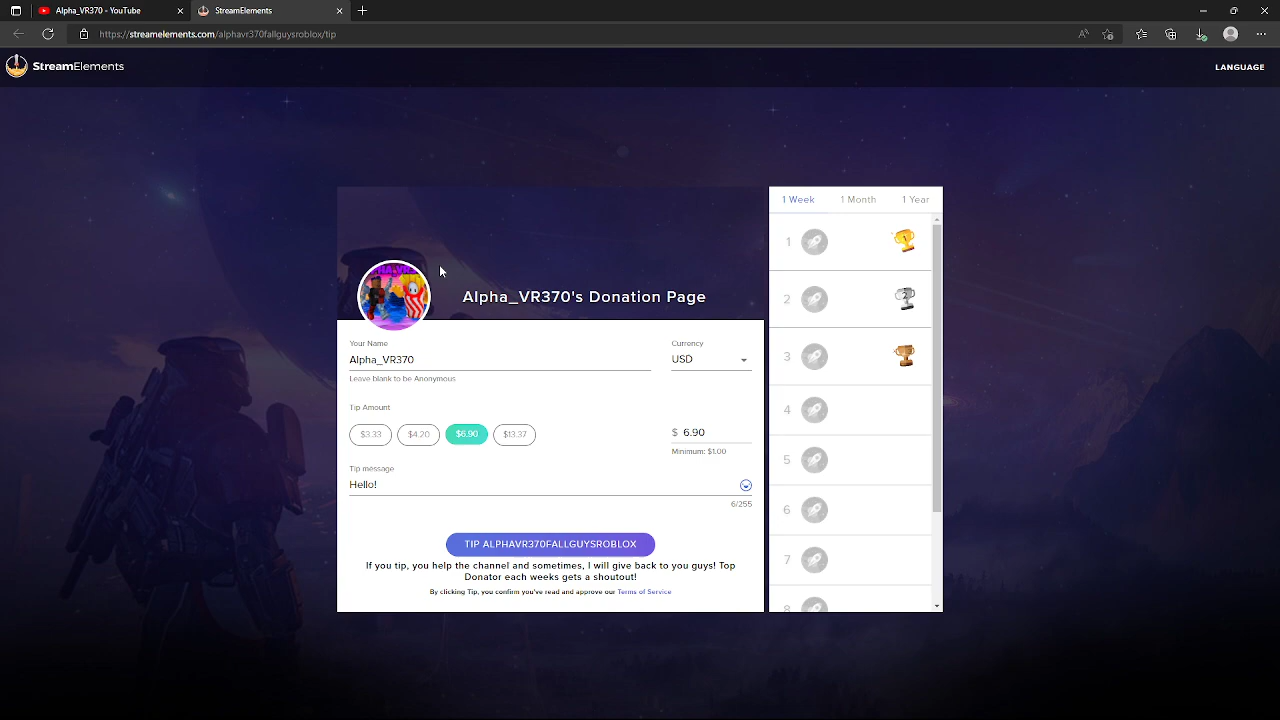 Alpha_VR370 - YouTube
StreamElements
https://streamelements.com/alphavr370fallguysroblox/tip
StreamElements
LANGUAGE
Alpha_VR370's Donation Page
Your Name
Alpha_VR370
Leave blank to be Anonymous
Currency
USD
Tip Amount
$3.33 $4.20 $6.90 $13.37
$ 6.90
Minimum: $1.00
Tip message
Hello!
6/255
TIP ALPHAVR370FALLGUYSROBLOX
If you tip, you help the channel and sometimes, I will give back to you guys! Top
Donator each weeks gets a shoutout!
By clicking Tip, you confirm you've read and approve our Terms of Service
1 Week 1 Month 1 Year
1
2
3
4
5
6
7
8